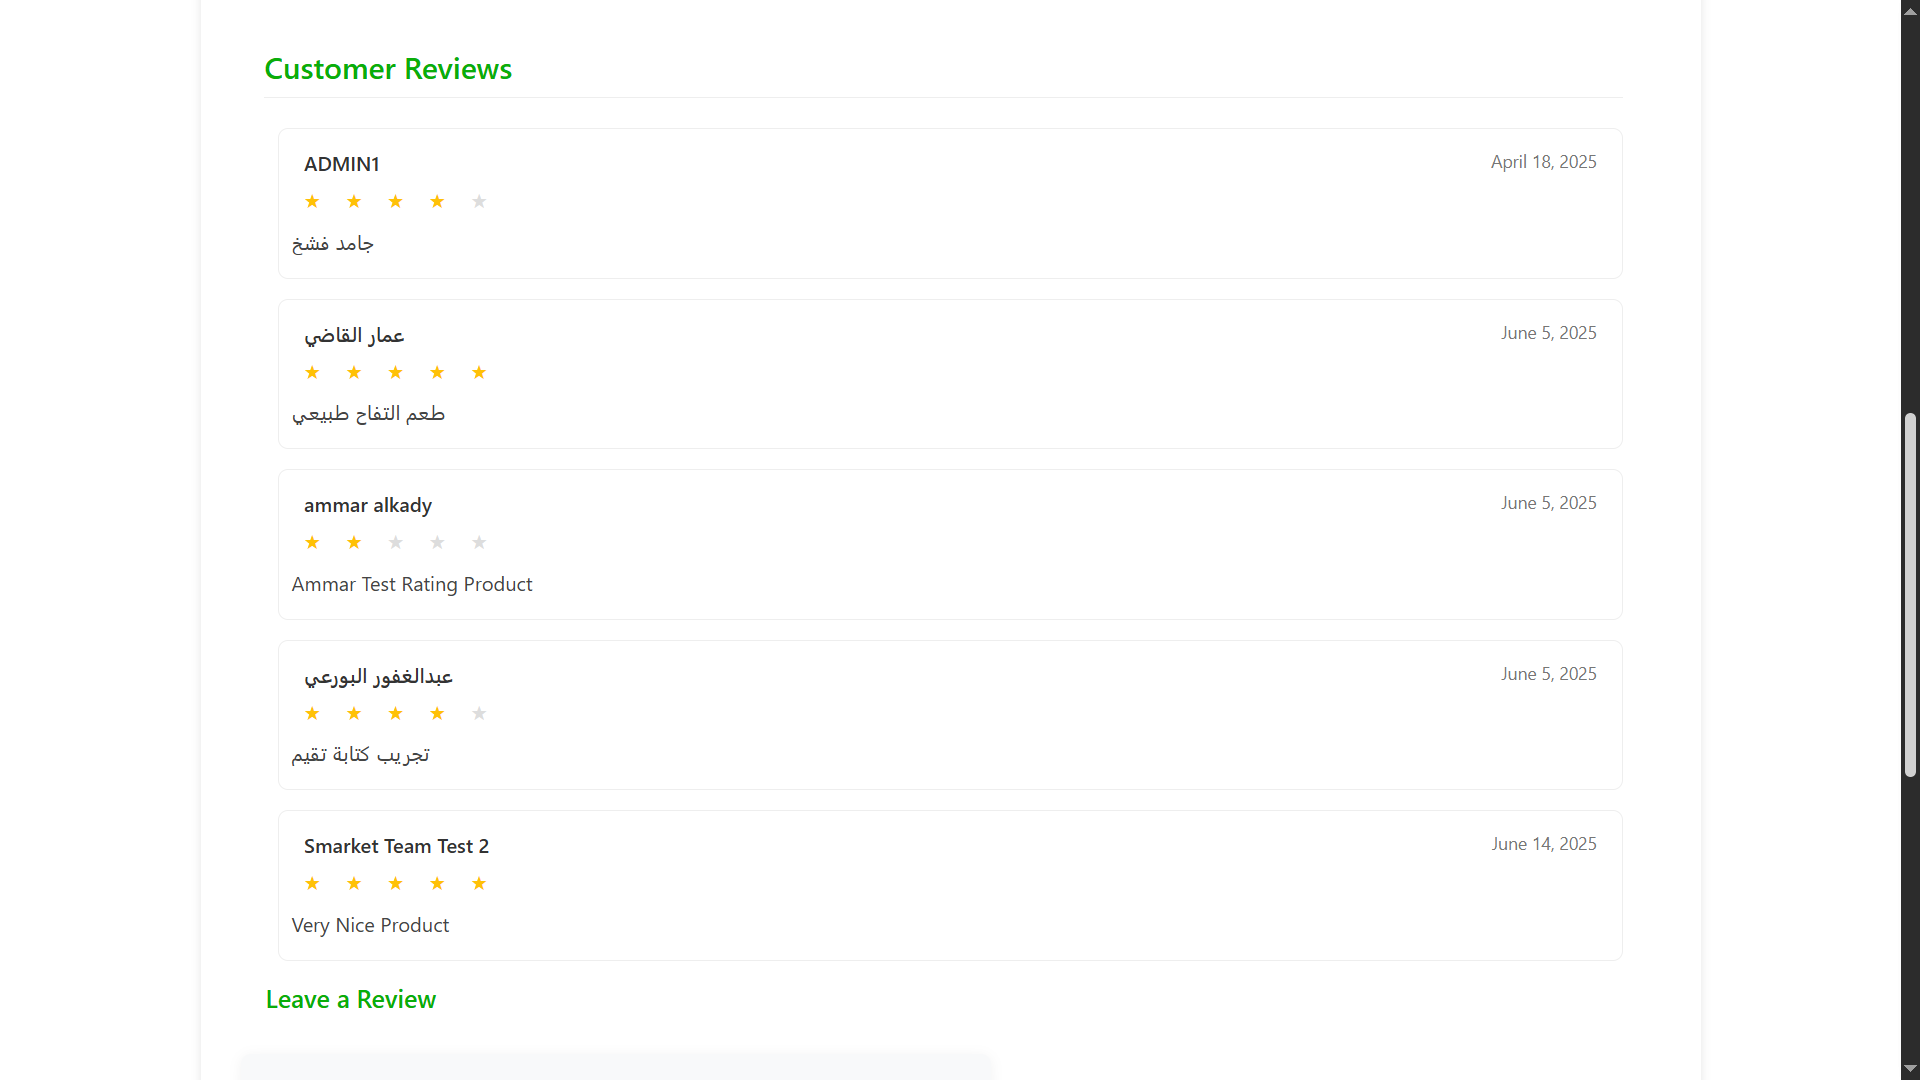 Customer Reviews
ADMIN1
April 18, 2025
جامد فشخ
عمار القاضي
June 5, 2025
طعم التفاح طبيعي
ammar alkady
June 5, 2025
Ammar Test Rating Product
عبدالغفور البورعي
June 5, 2025
تجريب كتابة تقيم
Smarket Team Test 2
June 14, 2025
Very Nice Product
Leave a Review